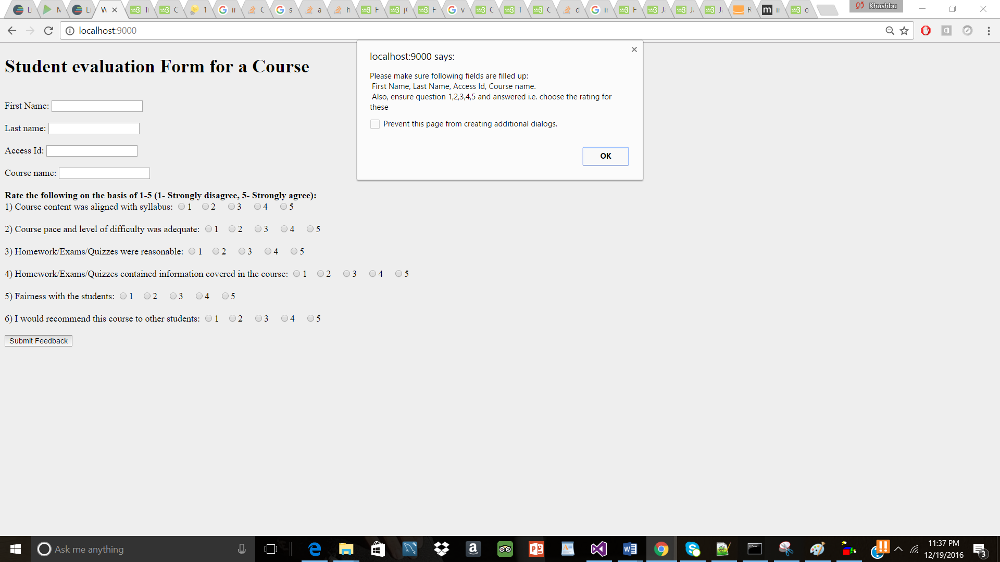 L M L W Tr C 1 in C s a h H jQ H v C T C d in H Ja Ja Ja R in c
Khushbu
localhost:9000
Student evaluation Form for a Course
localhost:9000 says:
Please make sure following fields are filled up:
First Name, Last Name, Access Id, Course name.
Also, ensure question 1,2,3,4,5 and answered i.e. choose the rating for
these
Prevent this page from creating additional dialogs.
OK
First Name:
Last name:
Access Id:
Course name:
Rate the following on the basis of 1-5 (1- Strongly disagree, 5- Strongly agree):
1) Course content was aligned with syllabus: 1 2 3 4 5
2) Course pace and level of difficulty was adequate: 1 2 3 4 5
3) Homework/Exams/Quizzes were reasonable: 1 2 3 4 5
4) Homework/Exams/Quizzes contained information covered in the course: 1 2 3 4 5
5) Fairness with the students: 1 2 3 4 5
6) I would recommend this course to other students: 1 2 3 4 5
Submit Feedback
Ask me anything
11:37 PM
12/19/2016
3